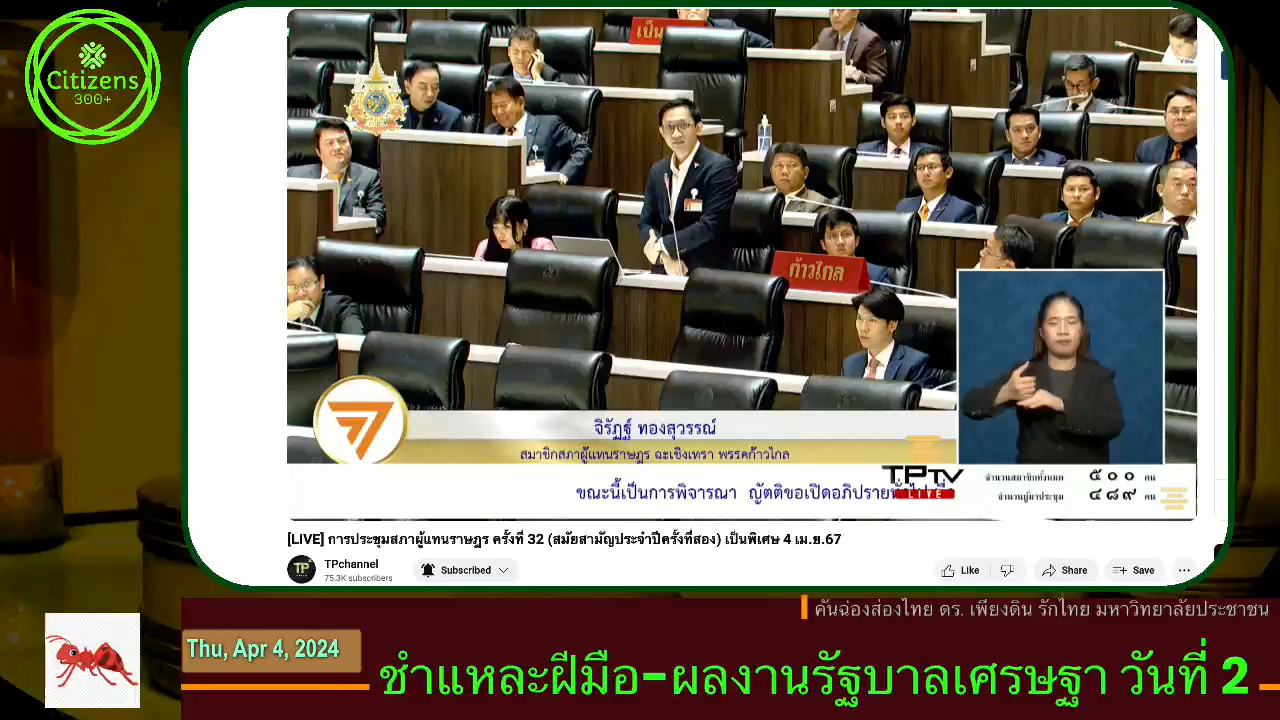 Citizens
300+
เป็น
ก้าวไกล
จิรัฏฐ์ ทองสุวรรณ์
สมาชิกสภาผู้แทนราษฎร ฉะเชิงเทรา พรรคก้าวไกล
TPTV
LIVE
จำนวนสมาชิกทั้งหมด ๕๐๐ คน
จำนวนผู้มาประชุม ๔๘๙ คน
ขณะนี้เป็นการพิจารณา ญัตติขอเปิดอภิปราย
[LIVE] การประชุมสภาผู้แทนราษฎร ครั้งที่ 32 (สมัยสามัญประจำปีครั้งที่สอง) เป็นพิเศษ 4 เม.ย.67
TP
TPchannel
75.3K subscribers
Subscribed
Like
Share
Save
คันฉ่องส่องไทย ดร. เพียงดิน รักไทย มหาวิทยาลัยประชาชน
Thu, Apr 4, 2024
ชำแหละฝีมือ-ผลงานรัฐบาลเศรษฐา วันที่ 2